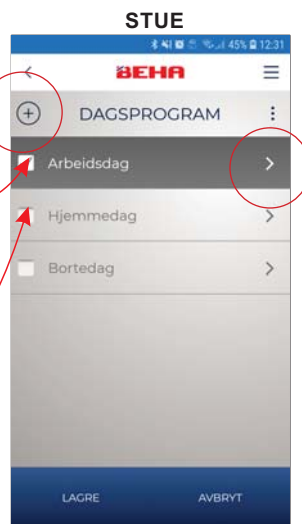 STUE
45% 12:31
BEHA
DAGSPROGRAM
Arbeidsdag
Hjemmedag
Bortedag
LAGRE AVBRYT